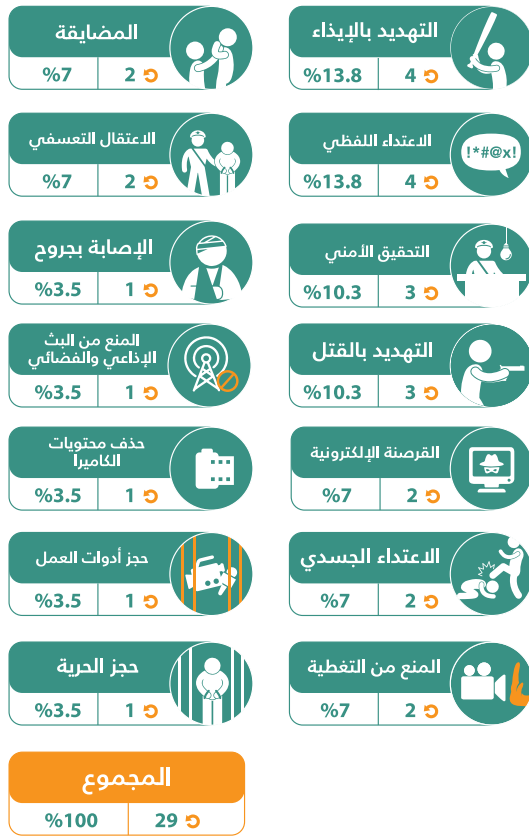 التهديد بالإيذاء
4 %13.8
المضايقة
2 %7
!*#@x!
الاعتداء اللفظي
4 %13.8
الاعتقال التعسفي
2 %7
التحقيق الأمني
3 %10.3
الإصابة بجروح
1 %3.5
التهديد بالقتل
3 %10.3
المنع من البث
الإذاعي والفضائي
1 %3.5
القرصنة الإلكترونية
2 %7
حذف محتويات
الكاميرا
1 %3.5
الاعتداء الجسدي
2 %7
حجز أدوات العمل
1 %3.5
المنع من التغطية
2 %7
حجز الحرية
1 %3.5
المجموع
29 %100